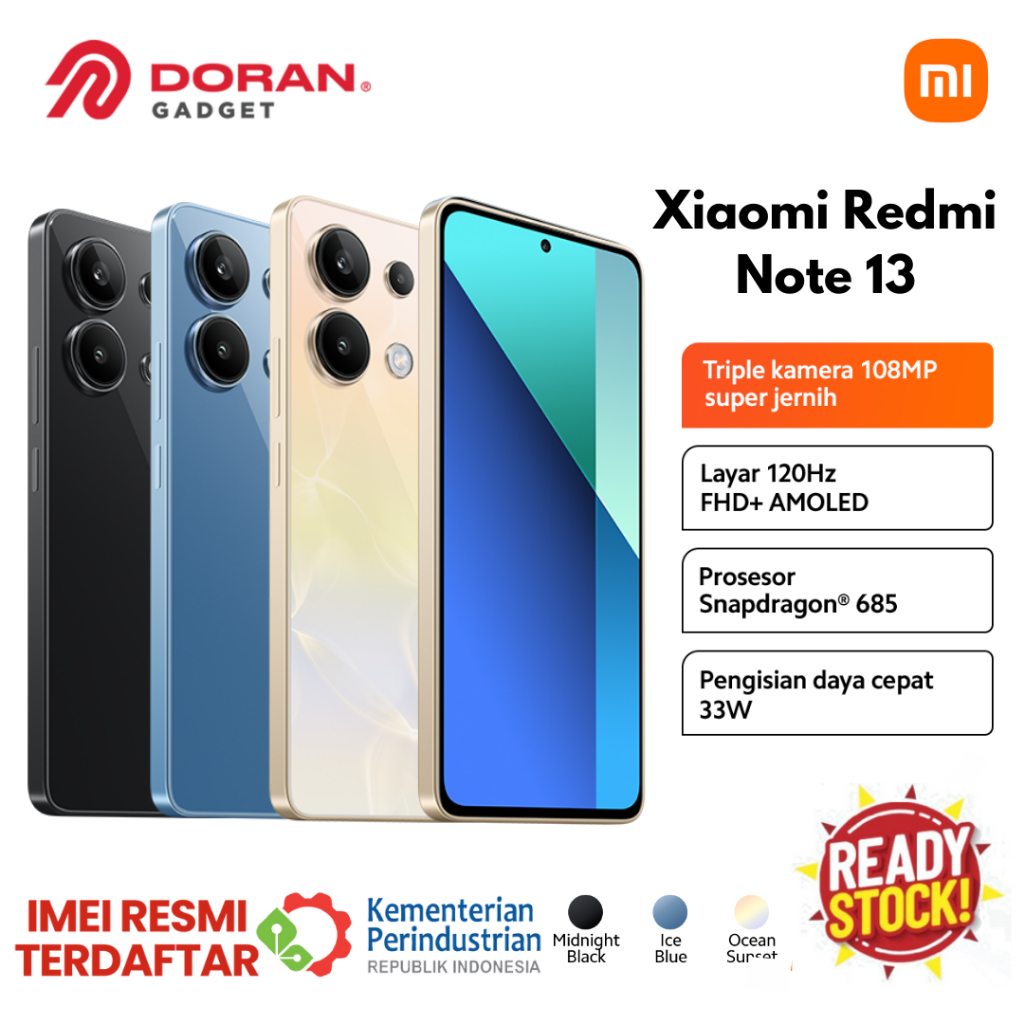 DORAN®
GADGET
mi
Xiaomi Redmi
Note 13
Triple kamera 108MP
super jernih
Layar 120Hz
FHD+ AMOLED
Prosesor
Snapdragon® 685
Pengisian daya cepat
33W
IMEI RESMI
TERDAFTAR
Kementerian
Perindustrian
REPUBLIK INDONESIA
Midnight
Black
Ice
Blue
Ocean
Sunset
READY
STOCK!